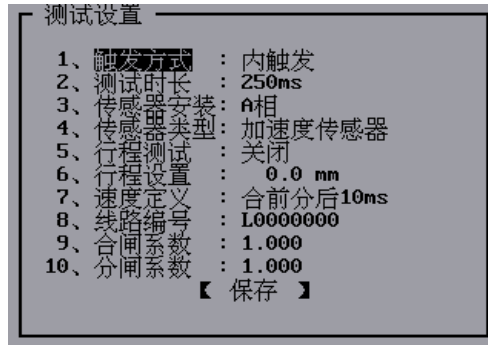 测试设置
1、触发方式 : 内触发
2、测试时长 : 250ms
3、传感器安装: A相
4、传感器类型: 加速度传感器
5、行程测试 : 关闭
6、行程设置 : 0.0 mm
7、速度定义 : 合前分后10ms
8、线路编号 : L0000000
9、合闸系数 : 1.000
10、分闸系数 : 1.000
【 保存 】